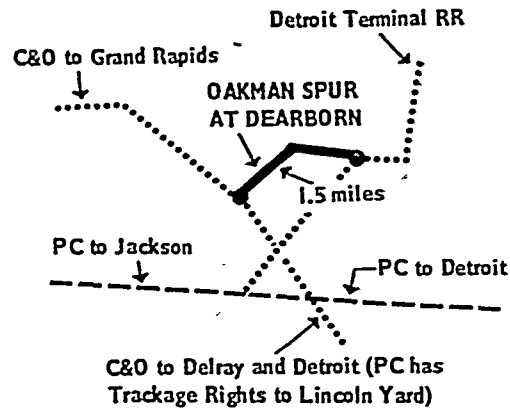 Detroit Terminal RR
C&O to Grand Rapids
OAKMAN SPUR
AT DEARBORN
1.5 miles
PC to Jackson
PC to Detroit
C&O to Delray and Detroit (PC has
Trackage Rights to Lincoln Yard)